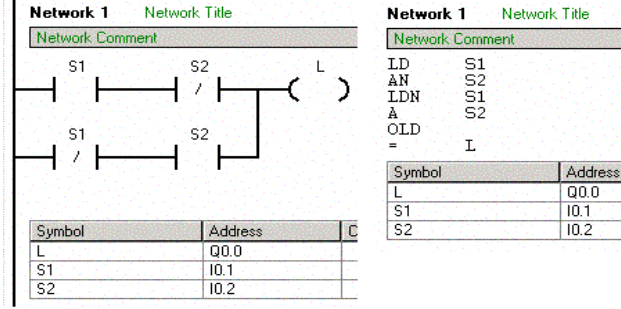 Network 1 Network Title
Network Comment
S1 S2 L
/
S1 S2
/
Symbol Address C
L Q0.0
S1 I0.1
S2 I0.2
Network 1 Network Title
Network Comment
LD S1
AN S2
LDN S1
A S2
OLD
= L
Symbol Address
L Q0.0
S1 I0.1
S2 I0.2